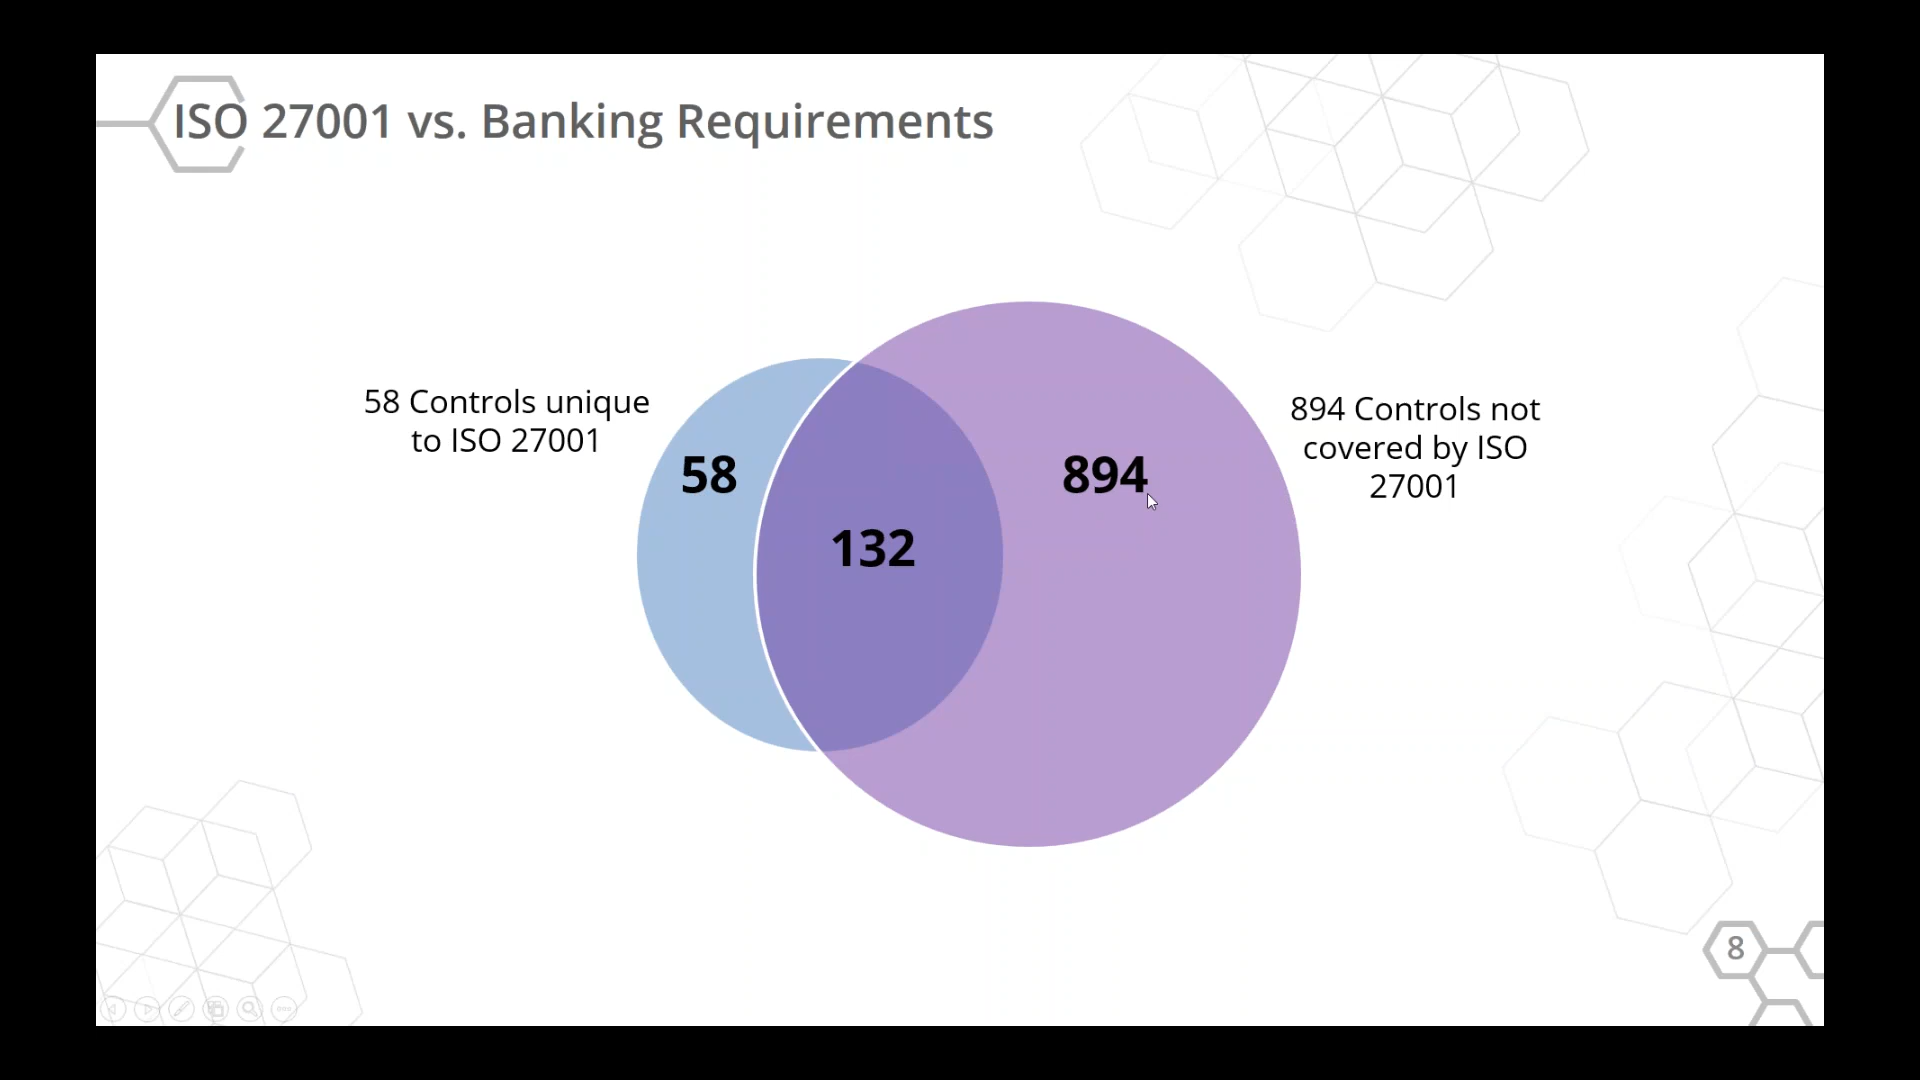 ISO 27001 vs. Banking Requirements
58 Controls unique
to ISO 27001
58
132
894
894 Controls not
covered by ISO
27001
8